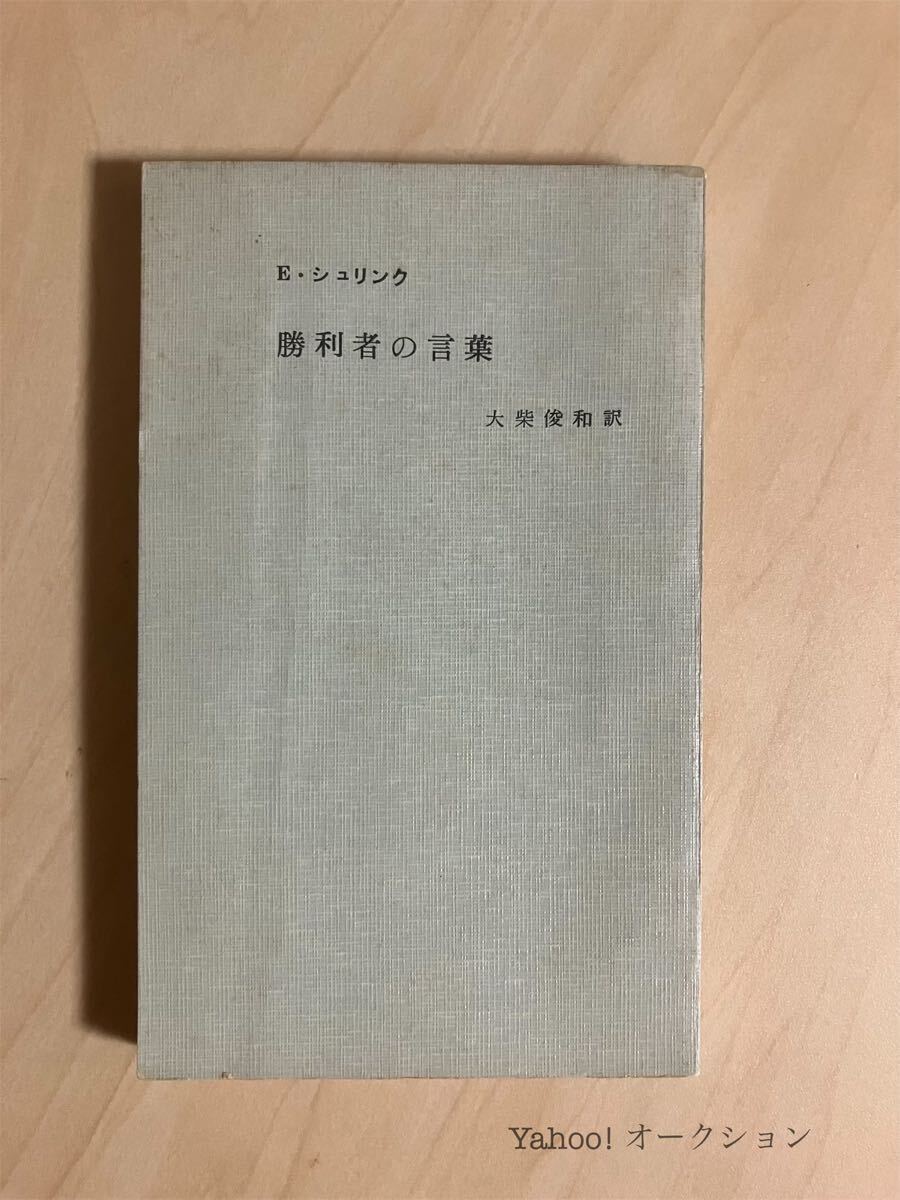 E・シュリンク
勝利者の言葉
大柴俊和訳
Yahoo! オークション